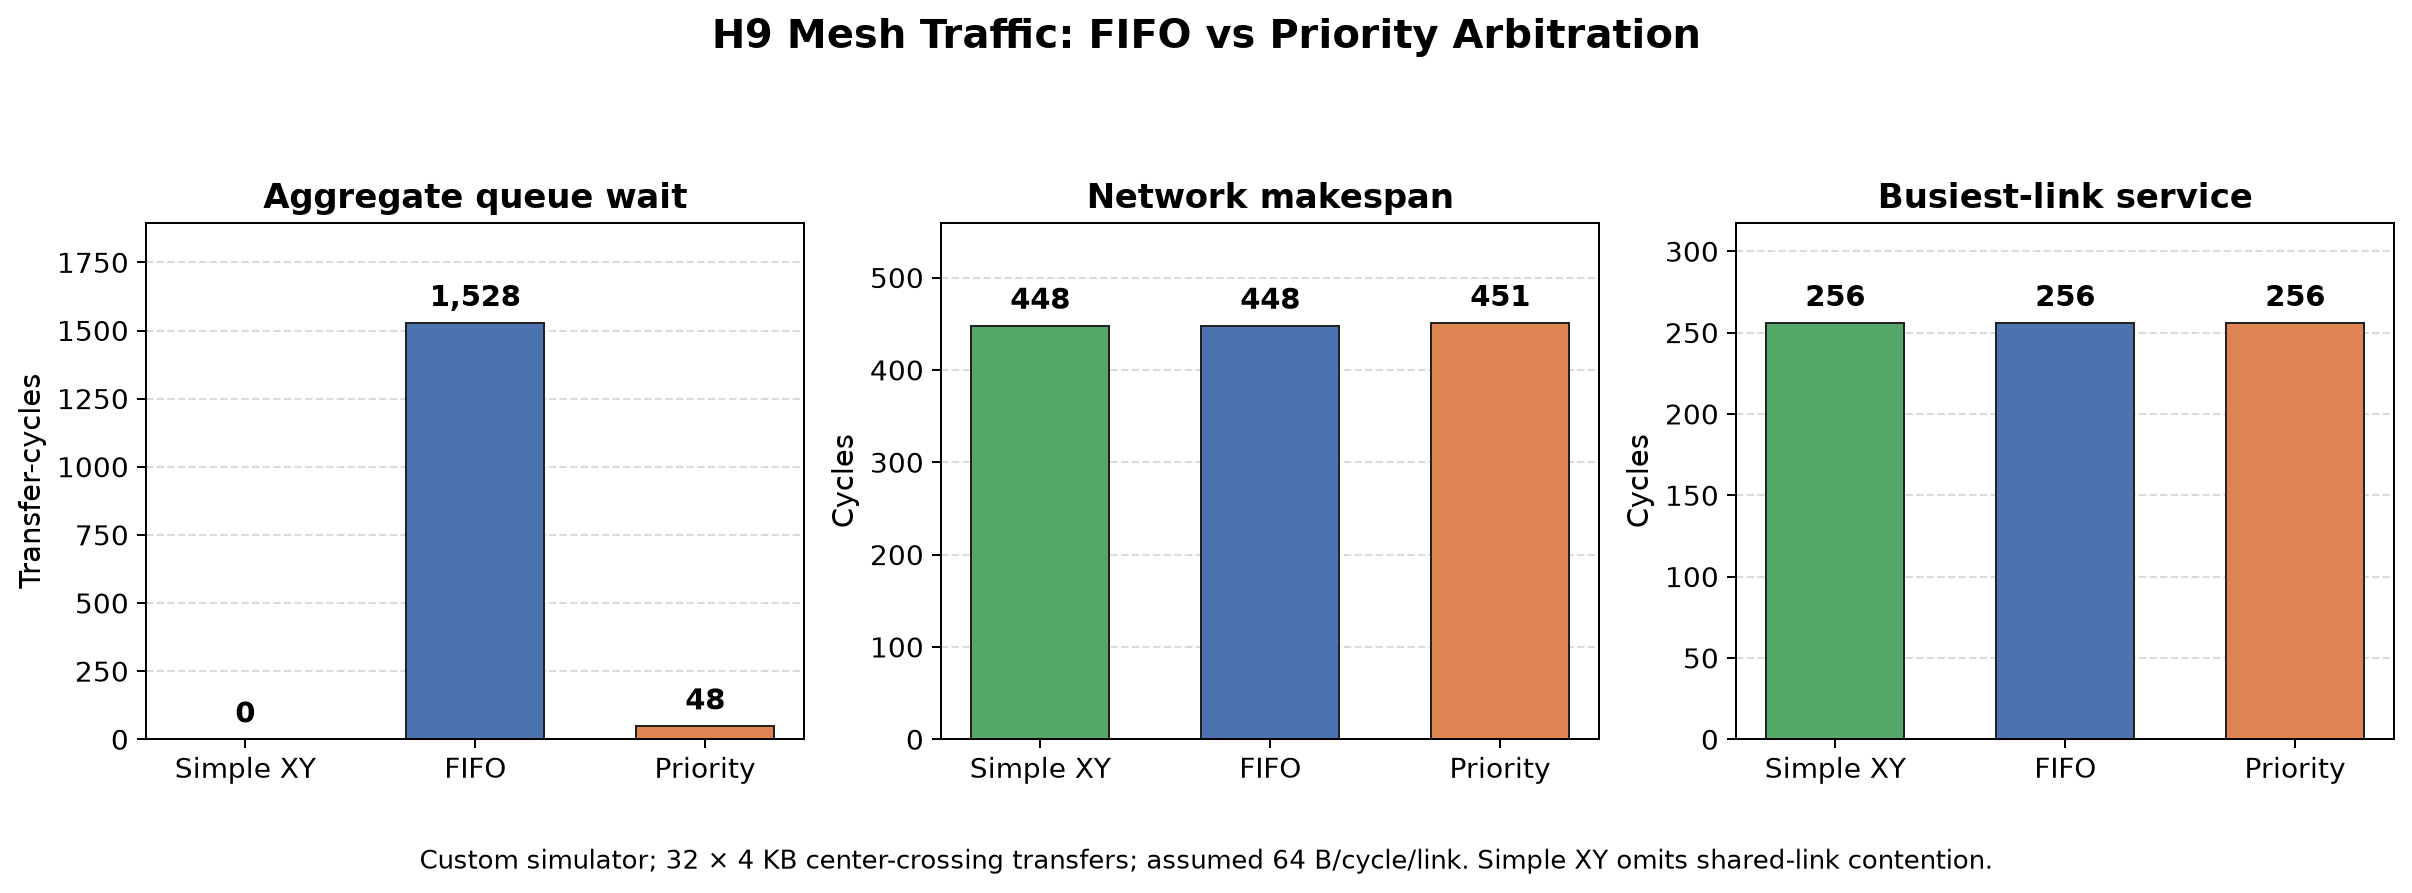 H9 Mesh Traffic: FIFO vs Priority Arbitration
Aggregate queue wait
Transfer-cycles
1750
1500
1250
1000
750
500
250
0
0
1,528
48
Simple XY
FIFO
Priority
Network makespan
Cycles
500
400
300
200
100
0
448
448
451
Simple XY
FIFO
Priority
Busiest-link service
Cycles
300
250
200
150
100
50
0
256
256
256
Simple XY
FIFO
Priority
Custom simulator; 32 × 4 KB center-crossing transfers; assumed 64 B/cycle/link. Simple XY omits shared-link contention.